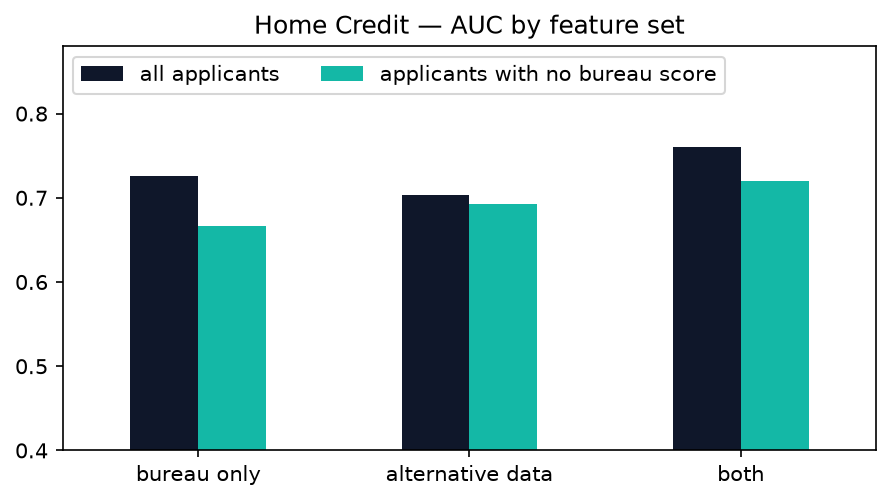 Home Credit — AUC by feature set
all applicants
applicants with no bureau score
0.8
0.7
0.6
0.5
0.4
bureau only
alternative data
both